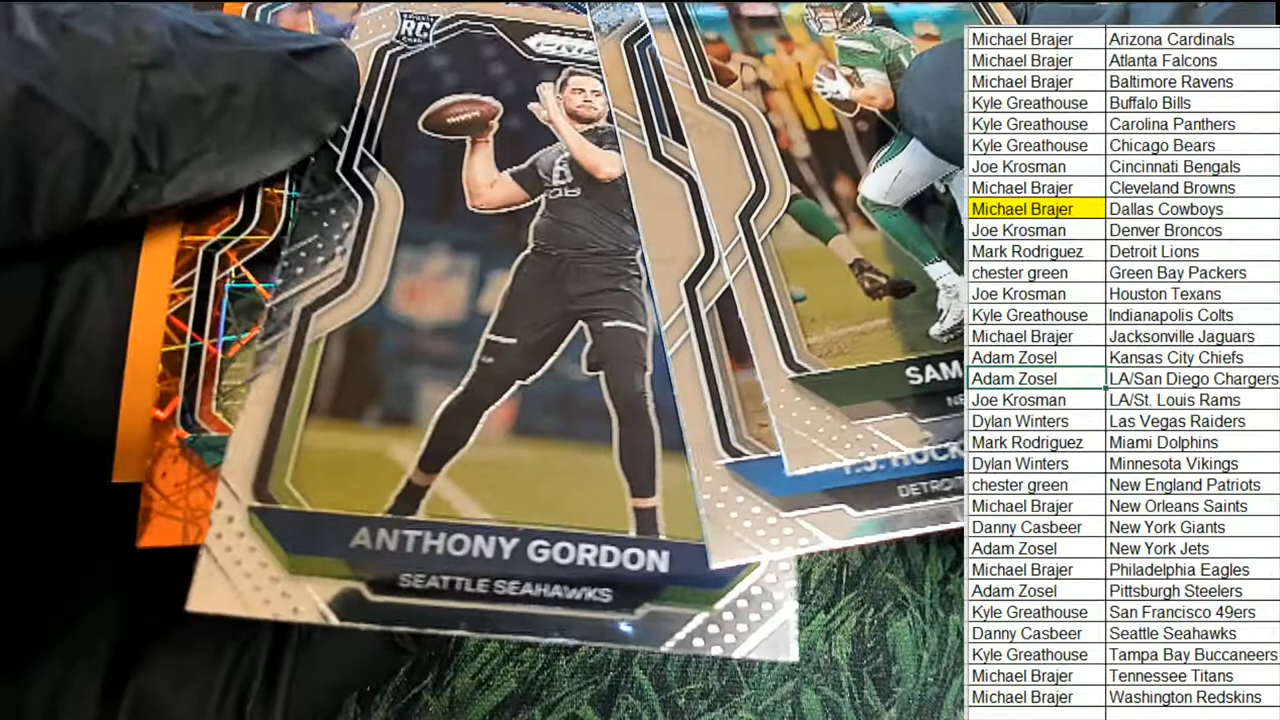 RC
PRIZM
ANTHONY GORDON
SEATTLE SEAHAWKS
SAM
NE
T.J. HOCK
DETROIT
Michael Brajer Arizona Cardinals
Michael Brajer Atlanta Falcons
Michael Brajer Baltimore Ravens
Kyle Greathouse Buffalo Bills
Kyle Greathouse Carolina Panthers
Kyle Greathouse Chicago Bears
Joe Krosman Cincinnati Bengals
Michael Brajer Cleveland Browns
Michael Brajer Dallas Cowboys
Joe Krosman Denver Broncos
Mark Rodriguez Detroit Lions
chester green Green Bay Packers
Joe Krosman Houston Texans
Kyle Greathouse Indianapolis Colts
Michael Brajer Jacksonville Jaguars
Adam Zosel Kansas City Chiefs
Adam Zosel LA/San Diego Chargers
Joe Krosman LA/St. Louis Rams
Dylan Winters Las Vegas Raiders
Mark Rodriguez Miami Dolphins
Dylan Winters Minnesota Vikings
chester green New England Patriots
Michael Brajer New Orleans Saints
Danny Casbeer New York Giants
Adam Zosel New York Jets
Michael Brajer Philadelphia Eagles
Adam Zosel Pittsburgh Steelers
Kyle Greathouse San Francisco 49ers
Danny Casbeer Seattle Seahawks
Kyle Greathouse Tampa Bay Buccaneers
Michael Brajer Tennessee Titans
Michael Brajer Washington Redskins